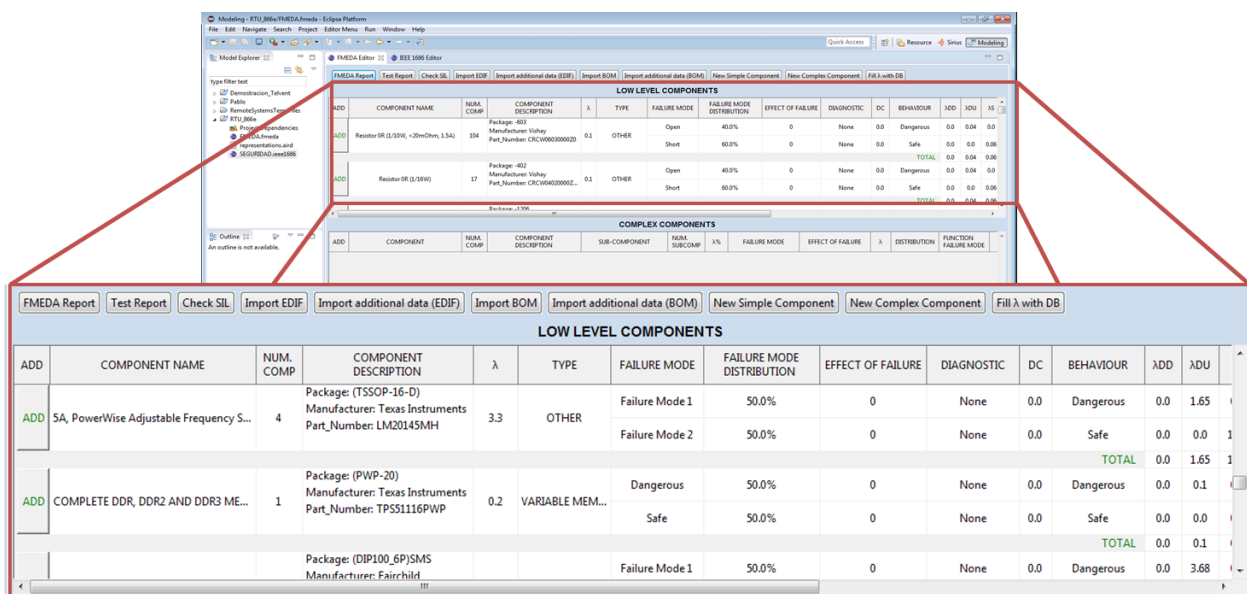 Modeling - RTU_866e/FMEDA.fmeda - Eclipse Platform
File Edit Navigate Search Project Editor Menu Run Window Help
Quick Access Resource Sirius Modeling
Model Explorer
FMEDA Editor IEEE 1686 Editor
FMEDA Report Test Report Check SIL Import EDIF Import additional data (EDIF) Import BOM Import additional data (BOM) New Simple Component New Complex Component Fill λ with DB
type filter text
Demostracion_Telvent
Pablo
RemoteSystemsTempFiles
RTU_866e
Project Dependencies
FMEDA.fmeda
representations.aird
SEGURIDAD.ieee1686
LOW LEVEL COMPONENTS
ADD COMPONENT NAME NUM. COMP COMPONENT DESCRIPTION λ TYPE FAILURE MODE FAILURE MODE DISTRIBUTION EFFECT OF FAILURE DIAGNOSTIC DC BEHAVIOUR λDD λDU λS
Package: -603
Manufacturer: Vishay
Part_Number: CRCW06030000Z0
ADD Resistor 0R (1/10W, <20mOhm, 1.5A) 104 0.1 OTHER
Open 40.0% 0 None 0.0 Dangerous 0.0 0.04 0.0
Short 60.0% 0 None 0.0 Safe 0.0 0.0 0.06
TOTAL 0.0 0.04 0.06
Package: -402
Manufacturer: Vishay
Part_Number: CRCW04020000Z...
ADD Resistor 0R (1/16W) 17 0.1 OTHER
Open 40.0% 0 None 0.0 Dangerous 0.0 0.04 0.0
Short 60.0% 0 None 0.0 Safe 0.0 0.0 0.06
TOTAL 0.0 0.04 0.06
Package: -1206
Outline
An outline is not available.
COMPLEX COMPONENTS
ADD COMPONENT NUM. COMP COMPONENT DESCRIPTION SUB-COMPONENT NUM. SUBCOMP λ% FAILURE MODE EFFECT OF FAILURE λ DISTRIBUTION FUNCTION FAILURE MODE
FMEDA Report Test Report Check SIL Import EDIF Import additional data (EDIF) Import BOM Import additional data (BOM) New Simple Component New Complex Component Fill λ with DB
LOW LEVEL COMPONENTS
ADD COMPONENT NAME NUM. COMP COMPONENT DESCRIPTION λ TYPE FAILURE MODE FAILURE MODE DISTRIBUTION EFFECT OF FAILURE DIAGNOSTIC DC BEHAVIOUR λDD λDU
Package: (TSSOP-16-D)
Manufacturer: Texas Instruments
Part_Number: LM20145MH
ADD 5A, PowerWise Adjustable Frequency S... 4 3.3 OTHER
Failure Mode 1 50.0% 0 None 0.0 Dangerous 0.0 1.65
Failure Mode 2 50.0% 0 None 0.0 Safe 0.0 0.0 1
TOTAL 0.0 1.65 1
Package: (PWP-20)
Manufacturer: Texas Instruments
Part_Number: TPS51116PWP
ADD COMPLETE DDR, DDR2 AND DDR3 ME... 1 0.2 VARIABLE MEM...
Dangerous 50.0% 0 None 0.0 Dangerous 0.0 0.1
Safe 50.0% 0 None 0.0 Safe 0.0 0.0
TOTAL 0.0 0.1
Package: (DIP100_6P)SMS
Manufacturer: Fairchild
Failure Mode 1 50.0% 0 None 0.0 Dangerous 0.0 3.68